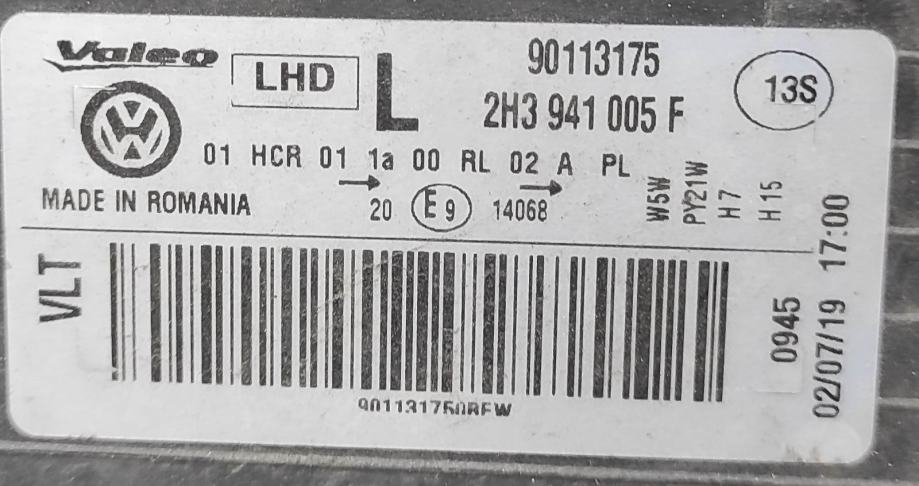 Valeo
LHD L
90113175
2H3 941 005 F
13S
01 HCR 01 1a 00 RL 02 A PL
MADE IN ROMANIA
20 E9 14068
W5W
PY21W
H7
H15
VLT
0945
02/07/19 17:00